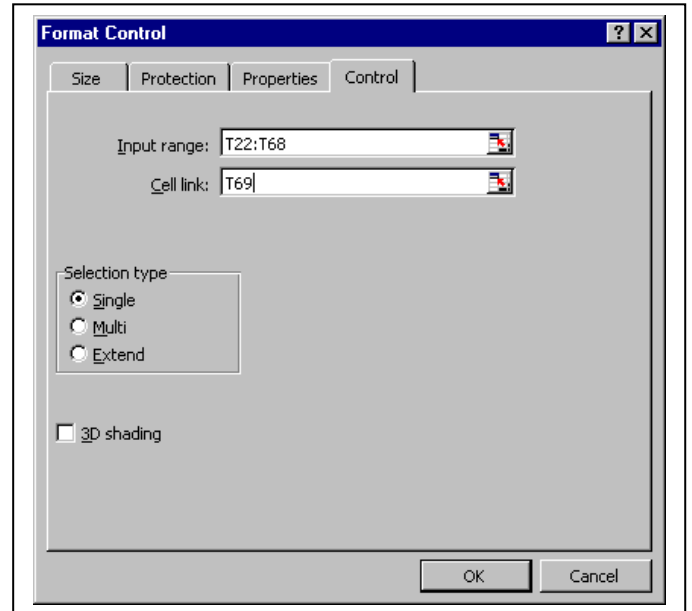 Format Control
Size Protection Properties Control
Input range: T22:T68
Cell link: T69
Selection type
Single
Multi
Extend
3D shading
OK Cancel